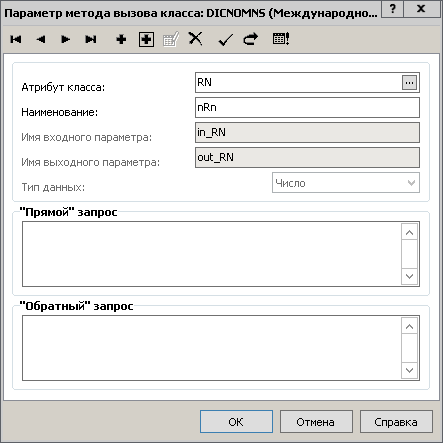 Параметр метода вызова класса: DICNOMNS (Международно... ?
Атрибут класса: RN ...
Наименование: nRn
Имя входного параметра: in_RN
Имя выходного параметра: out_RN
Тип данных: Число
"Прямой" запрос
"Обратный" запрос
OK Отмена Справка